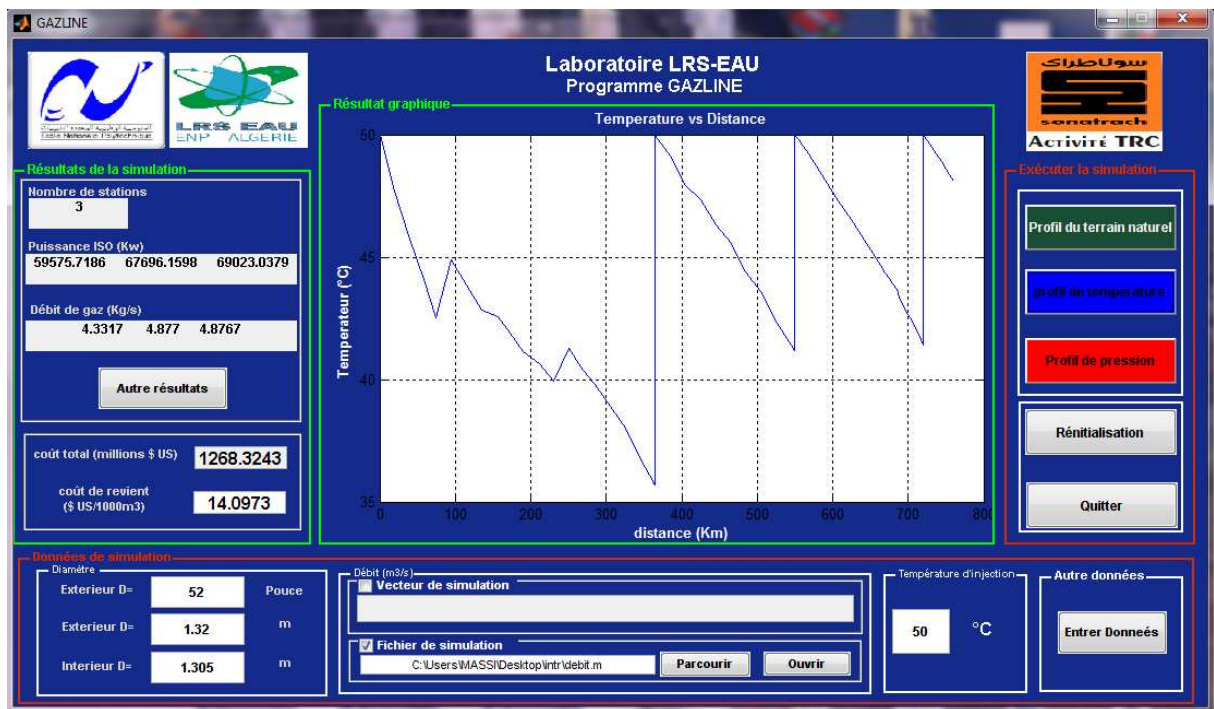 GAZLINE
Laboratoire LRS-EAU
Programme GAZLINE
LRS EAU
ENP ALGERIE
سوناطراك
sonatrach
ACTIVITÉ TRC
Résultats de la simulation
Nombre de stations
3
Puissance ISO (Kw)
59575.7186 67696.1598 69023.0379
Débit de gaz (Kg/s)
4.3317 4.877 4.8767
Autre résultats
coût total (millions $ US) 1268.3243
coût de revient
($ US/1000m3) 14.0973
Résultat graphique
Temperature vs Distance
Temperateur (°C)
50
45
40
35
0 100 200 300 400 500 600 700 800
distance (Km)
Exécuter la simulation
Profil du terrain naturel
profil de temperature
Profil de pression
Rénitialisation
Quitter
Données de simulation
Diamétre
Exterieur D= 52 Pouce
Exterieur D= 1.32 m
Interieur D= 1.305 m
Débit (m3/s)
Vecteur de simulation
Fichier de simulation
C:\Users\MASSI\Desktop\intr\debit.m Parcourir Ouvrir
Température d'injection
50 °C
Autre données
Entrer Donneés